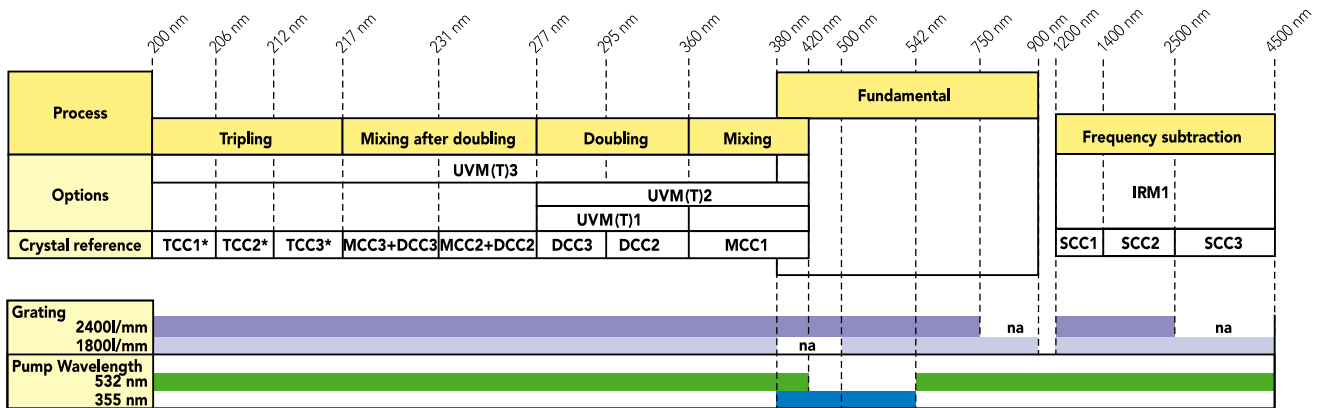 200 nm 206 nm 212 nm 217 nm 231 nm 277 nm 295 nm 360 nm 380 nm 420 nm 500 nm 542 nm 750 nm 900 nm 1200 nm 1400 nm 2500 nm 4500 nm
Process
Fundamental
Tripling Mixing after doubling Doubling Mixing Frequency subtraction
Options
UVM(T)3
UVM(T)2
IRM1
UVM(T)1
Crystal reference TCC1* TCC2* TCC3* MCC3+DCC3 MCC2+DCC2 DCC3 DCC2 MCC1 SCC1 SCC2 SCC3
Grating
2400l/mm na na
1800l/mm na
Pump Wavelength
532 nm
355 nm